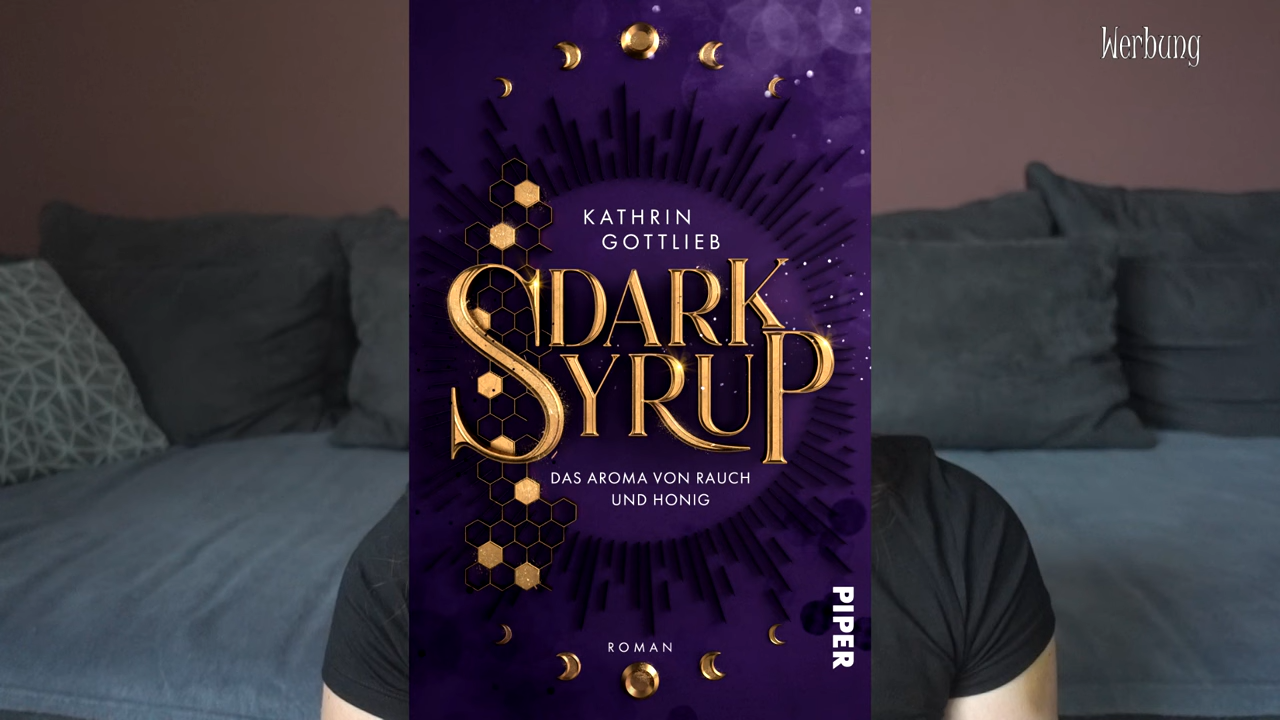 Werbung
KATHRIN
GOTTLIEB
DARK
SYRUP
DAS AROMA VON RAUCH
UND HONIG
PIPER
ROMAN